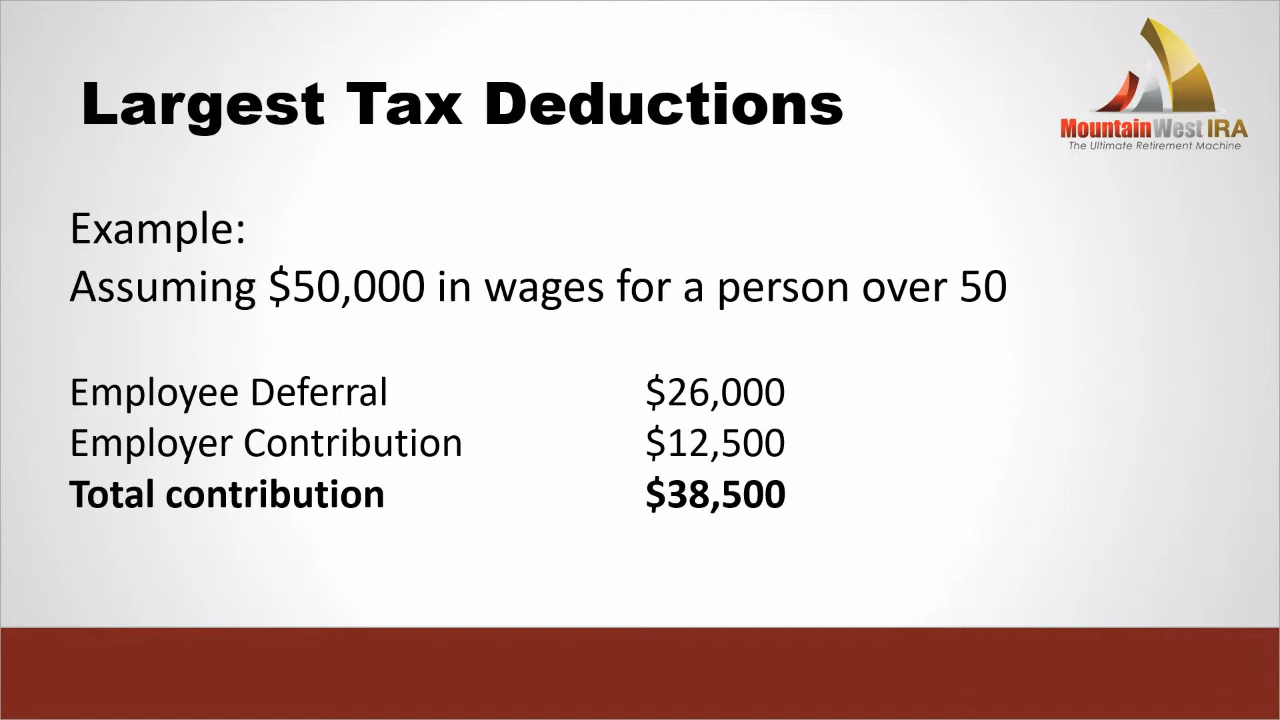 Largest Tax Deductions
MountainWest IRA
The Ultimate Retirement Machine
Example:
Assuming $50,000 in wages for a person over 50
Employee Deferral $26,000
Employer Contribution $12,500
Total contribution $38,500